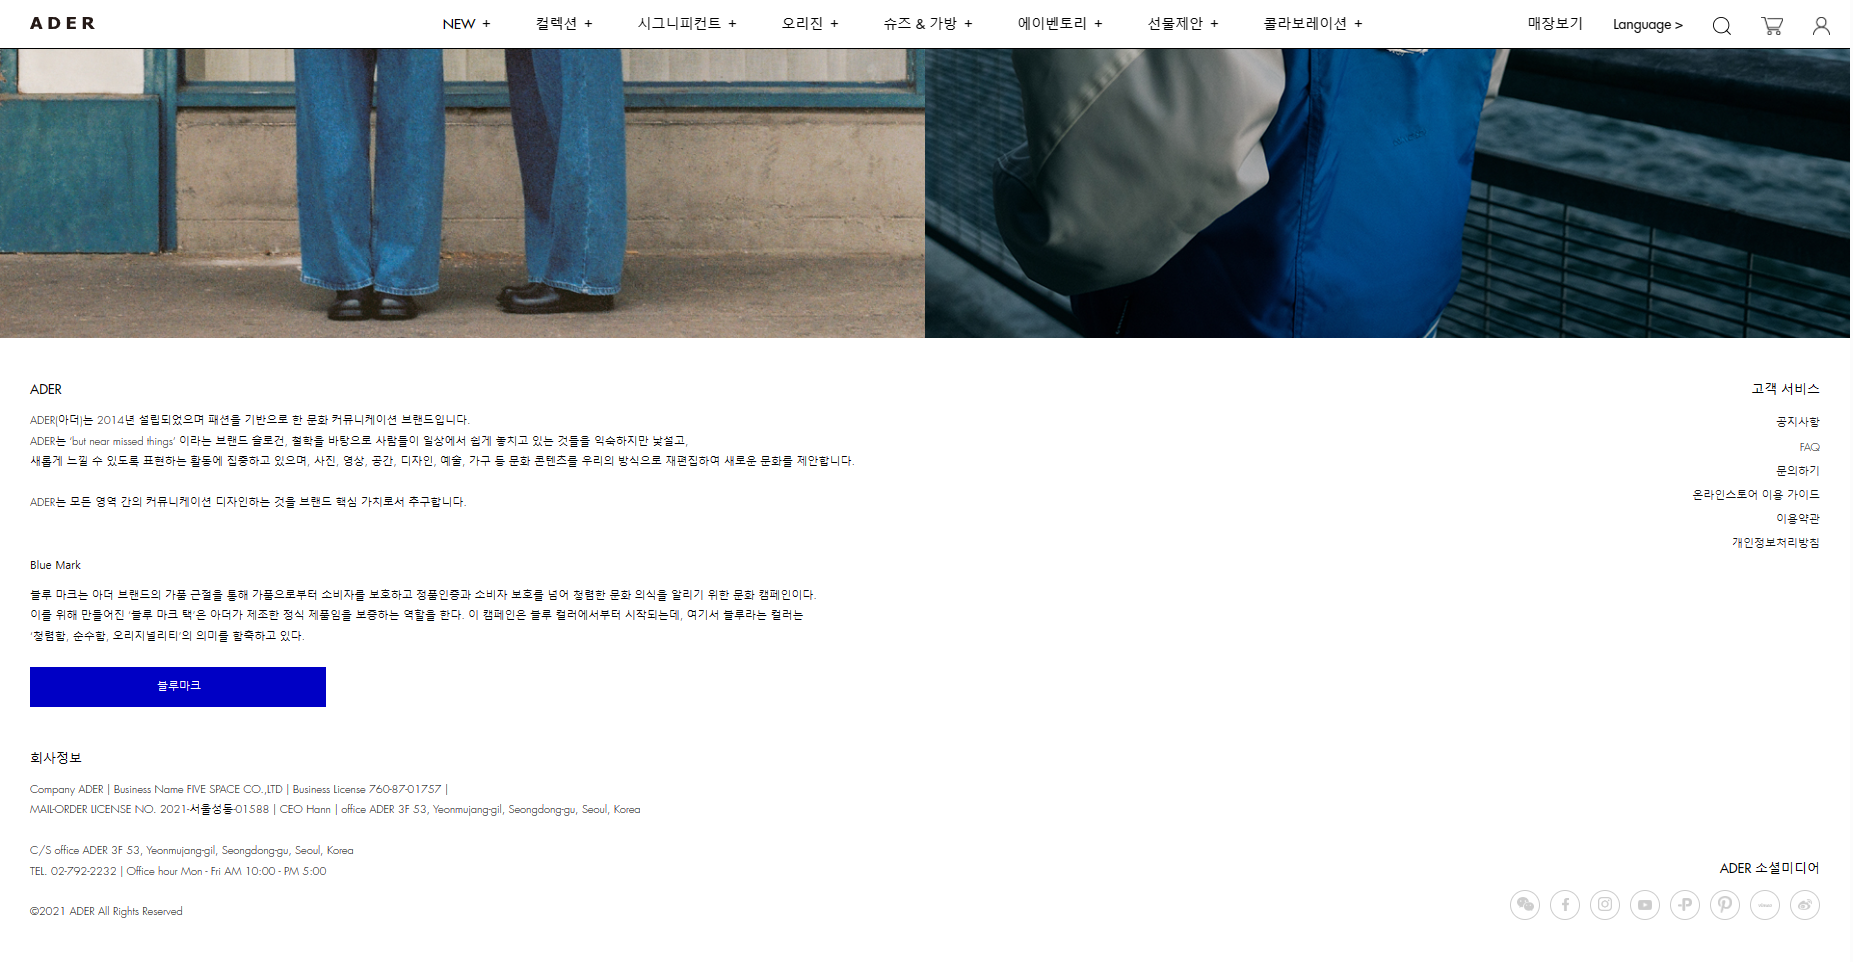 ADER
NEW +
컬렉션 +
시그니피컨트 +
오리진 +
슈즈 & 가방 +
에이벤토리 +
선물제안 +
콜라보레이션 +
매장보기
Language >
ADER
ADER(아더)는 2014년 설립되었으며 패션을 기반으로 한 문화 커뮤니케이션 브랜드입니다.
ADER는 ‘but near missed things’ 이라는 브랜드 슬로건, 철학을 바탕으로 사람들이 일상에서 쉽게 놓치고 있는 것들을 익숙하지만 낯설고,
새롭게 느낄 수 있도록 표현하는 활동에 집중하고 있으며, 사진, 영상, 공간, 디자인, 예술, 가구 등 문화 콘텐츠를 우리의 방식으로 재편집하여 새로운 문화를 제안합니다.
ADER는 모든 영역 간의 커뮤니케이션 디자인하는 것을 브랜드 핵심 가치로서 추구합니다.
Blue Mark
블루 마크는 아더 브랜드의 가품 근절을 통해 가품으로부터 소비자를 보호하고 정품인증과 소비자 보호를 넘어 청렴한 문화 의식을 알리기 위한 문화 캠페인이다.
이를 위해 만들어진 ‘블루 마크 택’은 아더가 제조한 정식 제품임을 보증하는 역할을 한다. 이 캠페인은 블루 컬러에서부터 시작되는데, 여기서 블루라는 컬러는
‘청렴함, 순수함, 오리지널리티’의 의미를 함축하고 있다.
블루마크
회사정보
Company ADER | Business Name FIVE SPACE CO.,LTD | Business License 760-87-01757 |
MAIL-ORDER LICENSE NO. 2021-서울성동-01588 | CEO Hann | office ADER 3F 53, Yeonmujang-gil, Seongdong-gu, Seoul, Korea
C/S office ADER 3F 53, Yeonmujang-gil, Seongdong-gu, Seoul, Korea
TEL. 02-792-2232 | Office hour Mon - Fri AM 10:00 - PM 5:00
©2021 ADER All Rights Reserved
고객 서비스
공지사항
FAQ
문의하기
온라인스토어 이용 가이드
이용약관
개인정보처리방침
ADER 소셜미디어